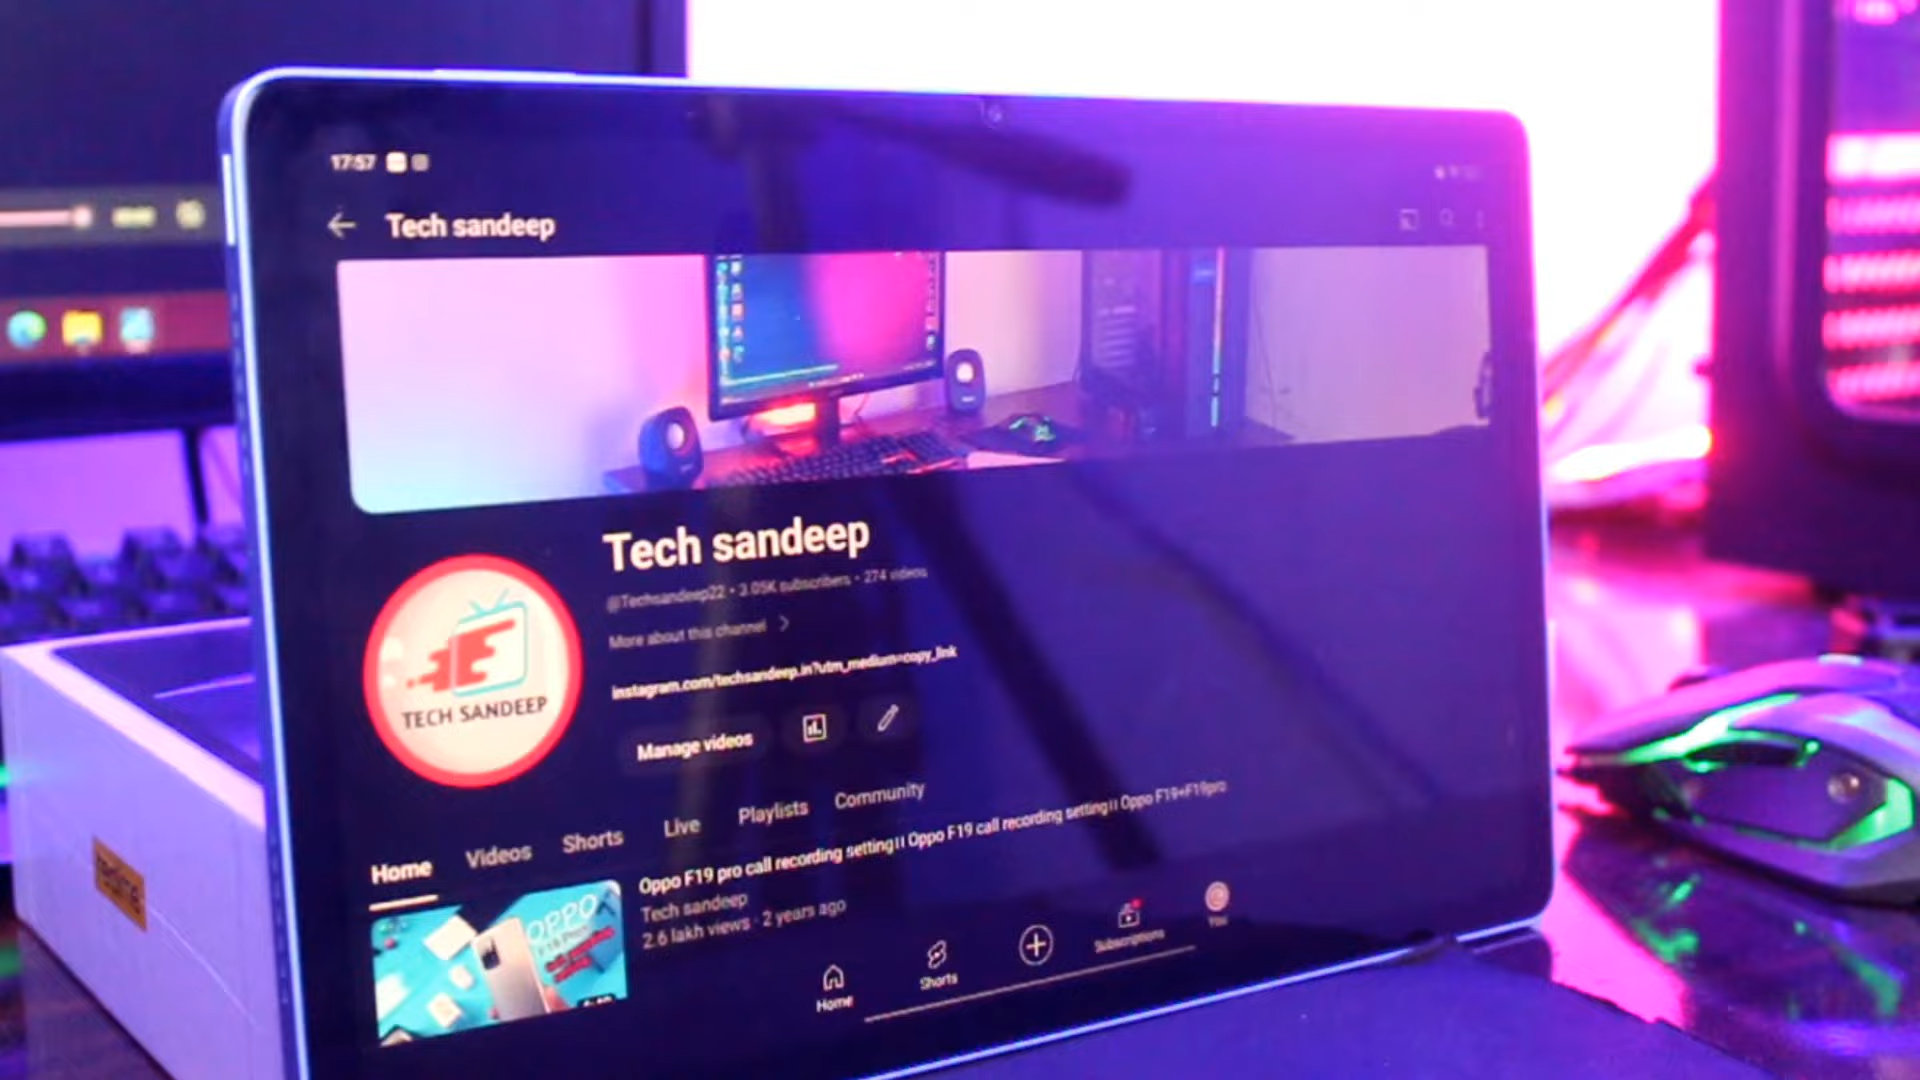 17:57
Tech sandeep
Tech sandeep
@Techsandeep22 • 3.05K subscribers • 274 videos
More about this channel
instagram.com/techsandeep.in?utm_medium=copy_link
TECH SANDEEP
Manage videos
Home Videos Shorts Live Playlists Community
Oppo F19 pro call recording setting।। Oppo F19 call recording setting।। Oppo F19+F19pro
Tech sandeep
2.6 lakh views · 2 years ago
OPPO
Home Shorts Subscriptions You
realme